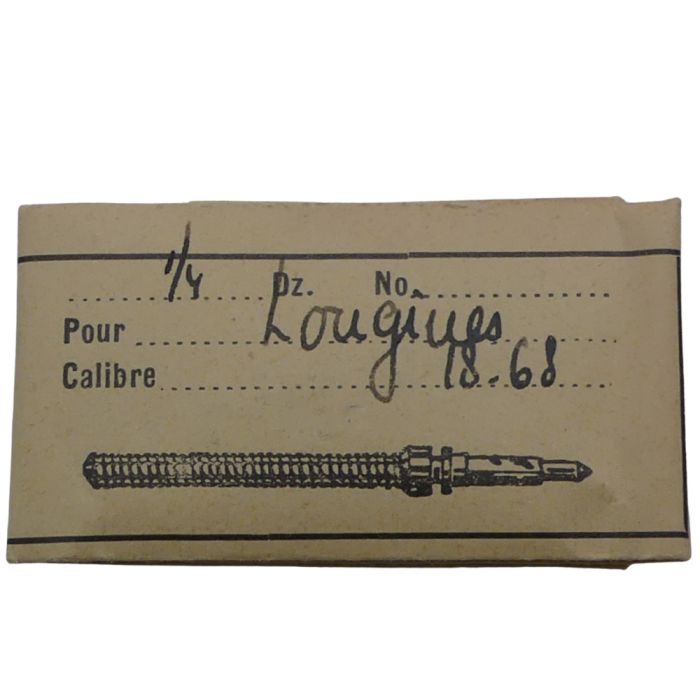 1/4 Dz. No.
Pour Longines
Calibre 18.68